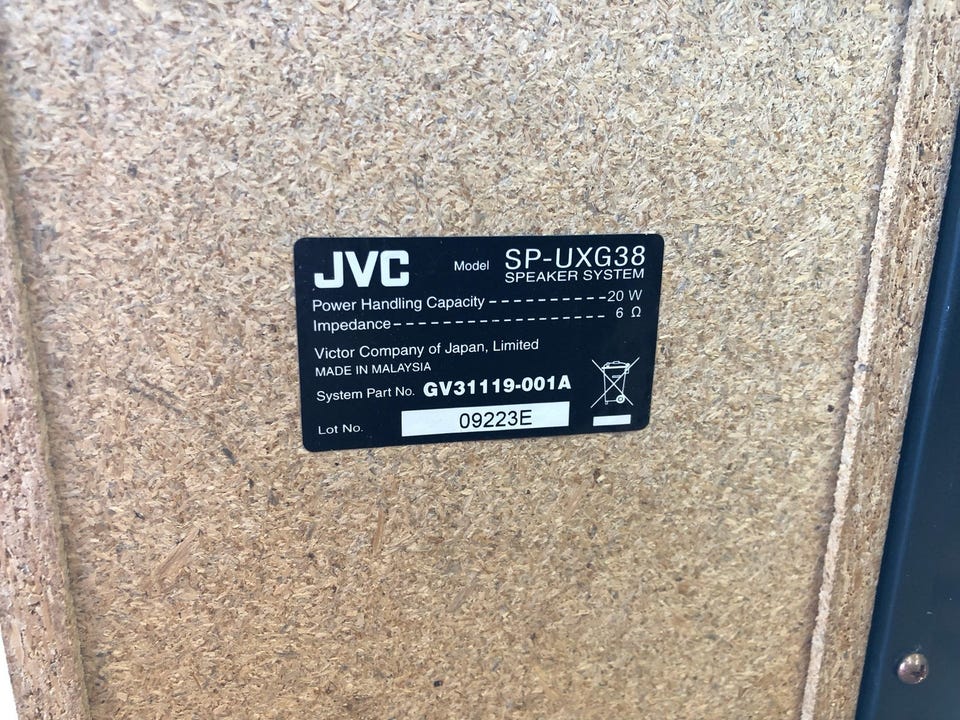 JVC Model SP-UXG38
SPEAKER SYSTEM
Power Handling Capacity ----------20 W
Impedance----------------- 6 Ω
Victor Company of Japan, Limited
MADE IN MALAYSIA
System Part No. GV31119-001A
Lot No. 09223E